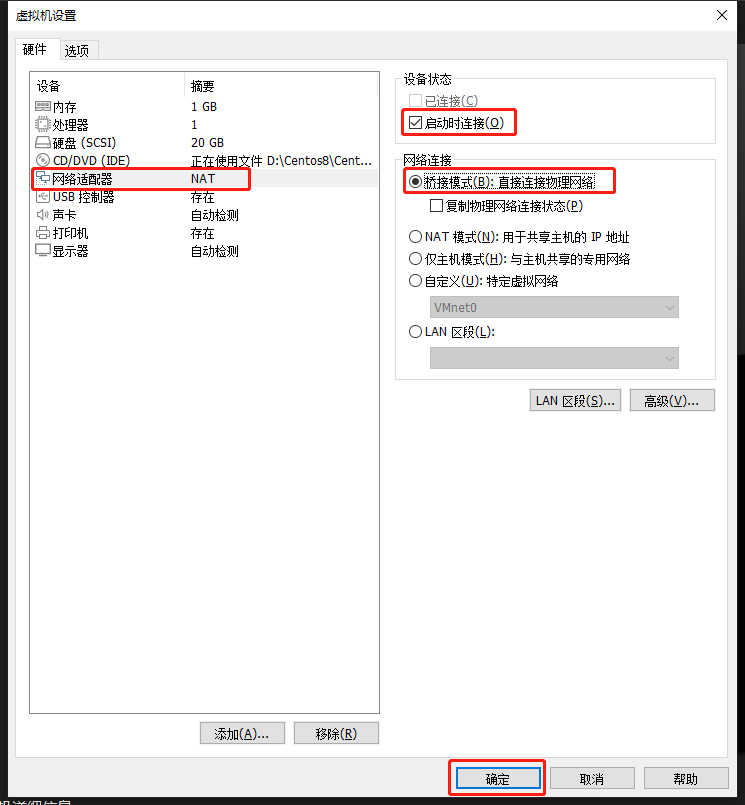 虚拟机设置
硬件 选项
设备 摘要
内存 1 GB
处理器 1
硬盘 (SCSI) 20 GB
CD/DVD (IDE) 正在使用文件 D:\Centos8\Cent...
网络适配器 NAT
USB 控制器 存在
声卡 自动检测
打印机 存在
显示器 自动检测
添加(A)... 移除(R)
设备状态
已连接(C)
启动时连接(O)
网络连接
桥接模式(B): 直接连接物理网络
复制物理网络连接状态(P)
NAT 模式(N): 用于共享主机的 IP 地址
仅主机模式(H): 与主机共享的专用网络
自定义(U): 特定虚拟网络
VMnet0
LAN 区段(L):
LAN 区段(S)... 高级(V)...
确定 取消 帮助